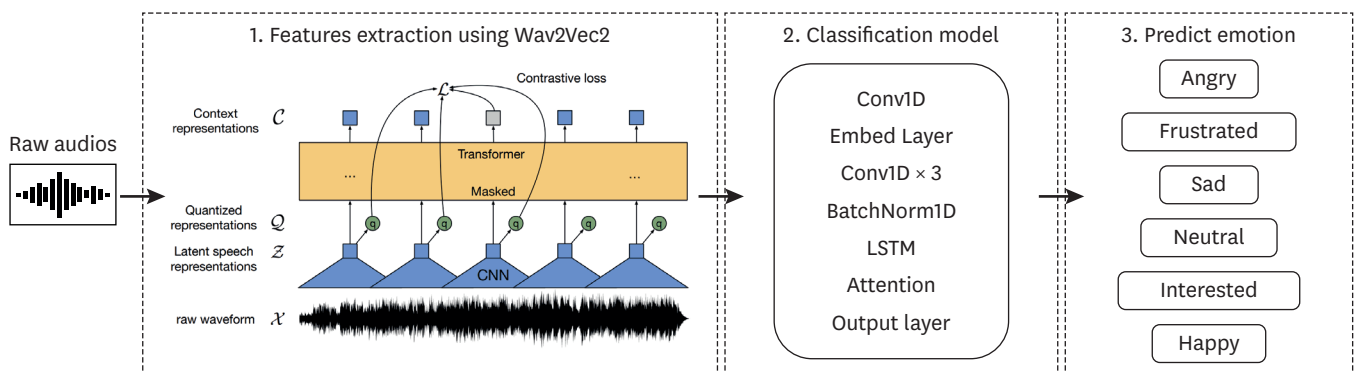 Raw audios
1. Features extraction using Wav2Vec2
Contrastive loss
ℒ
Context
representations
𝒞
Transformer
...
...
Masked
Quantized
representations
𝒬
q
q
q
q
q
Latent speech
representations
𝒵
CNN
raw waveform
𝒳
2. Classification model
Conv1D
Embed Layer
Conv1D × 3
BatchNorm1D
LSTM
Attention
Output layer
3. Predict emotion
Angry
Frustrated
Sad
Neutral
Interested
Happy